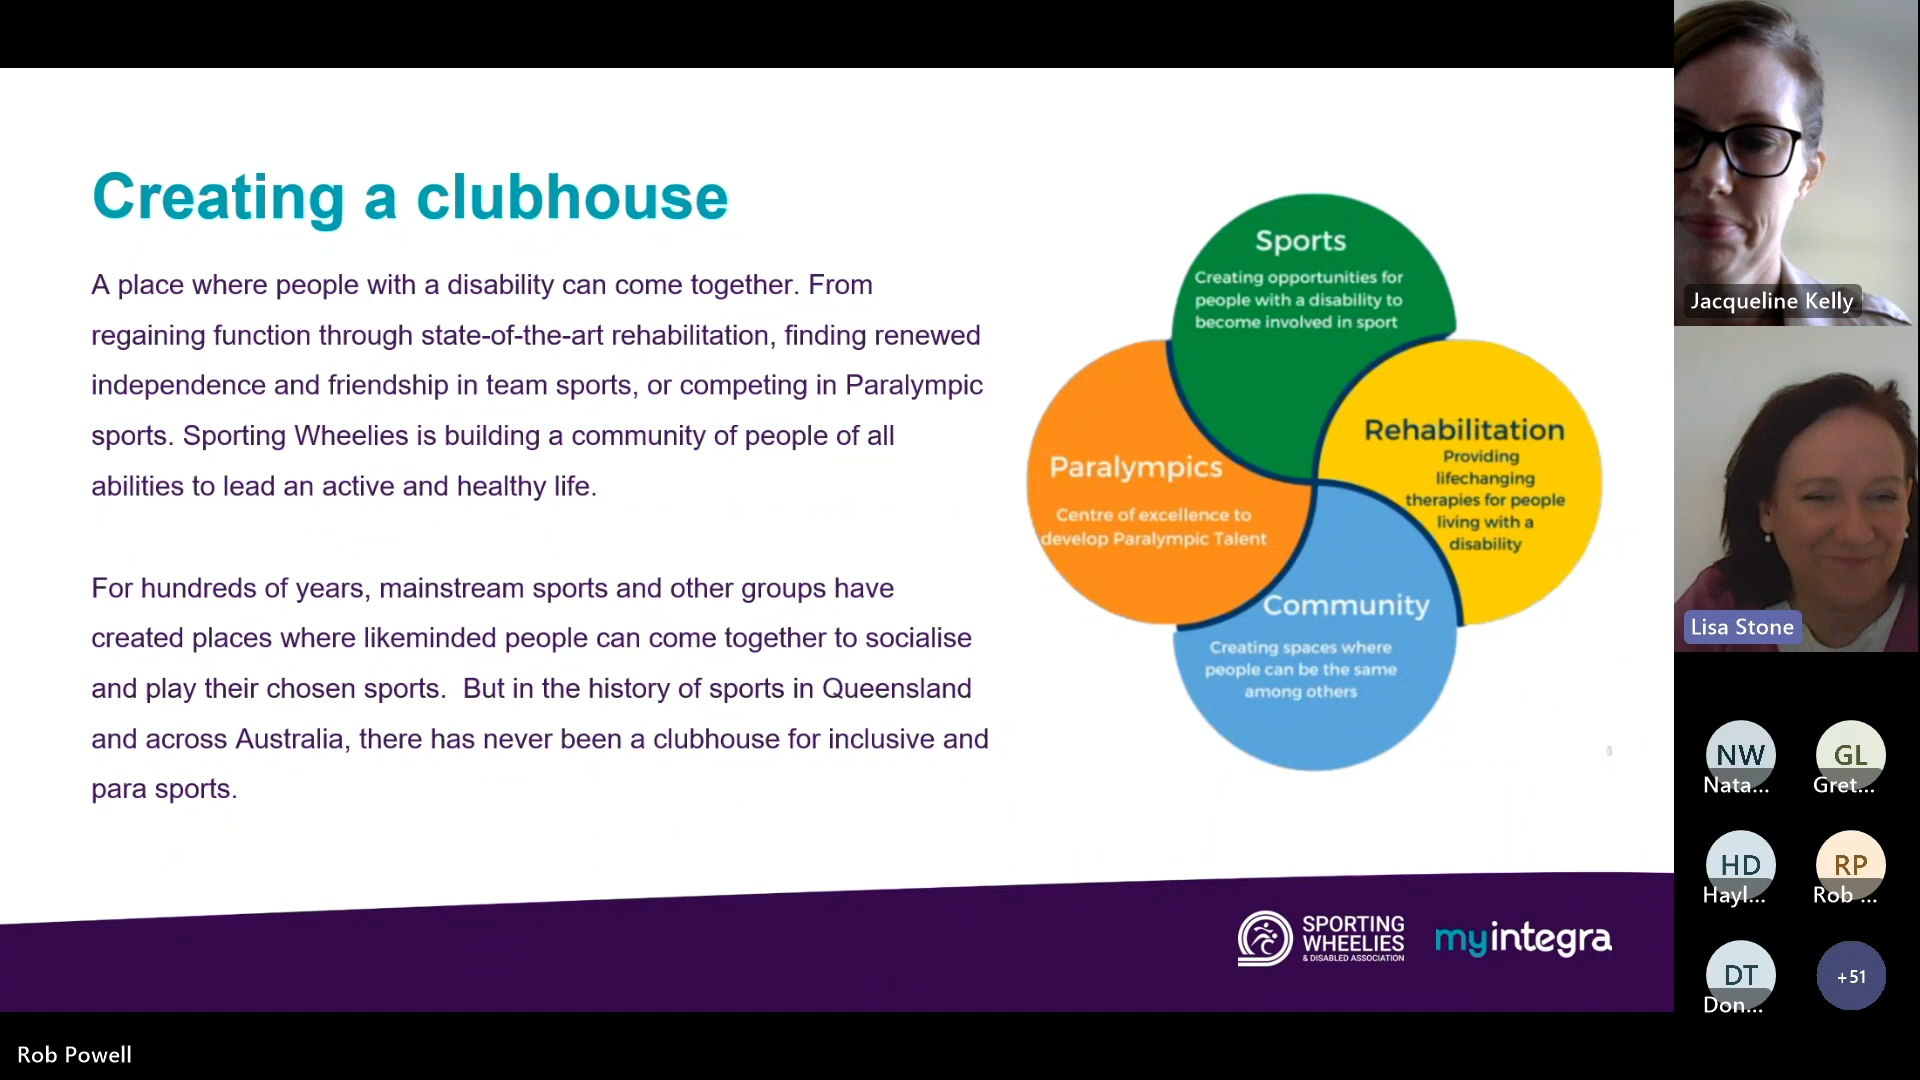 Creating a clubhouse
A place where people with a disability can come together. From
regaining function through state-of-the-art rehabilitation, finding renewed
independence and friendship in team sports, or competing in Paralympic
sports. Sporting Wheelies is building a community of people of all
abilities to lead an active and healthy life.
For hundreds of years, mainstream sports and other groups have
created places where likeminded people can come together to socialise
and play their chosen sports.  But in the history of sports in Queensland
and across Australia, there has never been a clubhouse for inclusive and
para sports.
Sports
Creating opportunities for
people with a disability to
become involved in sport
Rehabilitation
Providing
lifechanging
therapies for people
living with a
disability
Paralympics
Centre of excellence to
develop Paralympic Talent
Community
Creating spaces where
people can be the same
among others
SPORTING
WHEELIES
& DISABLED ASSOCIATION
myintegra
Jacqueline Kelly
Lisa Stone
NW
Nata...
GL
Gret...
HD
Hayl...
RP
Rob ...
DT
Don...
+51
Rob Powell